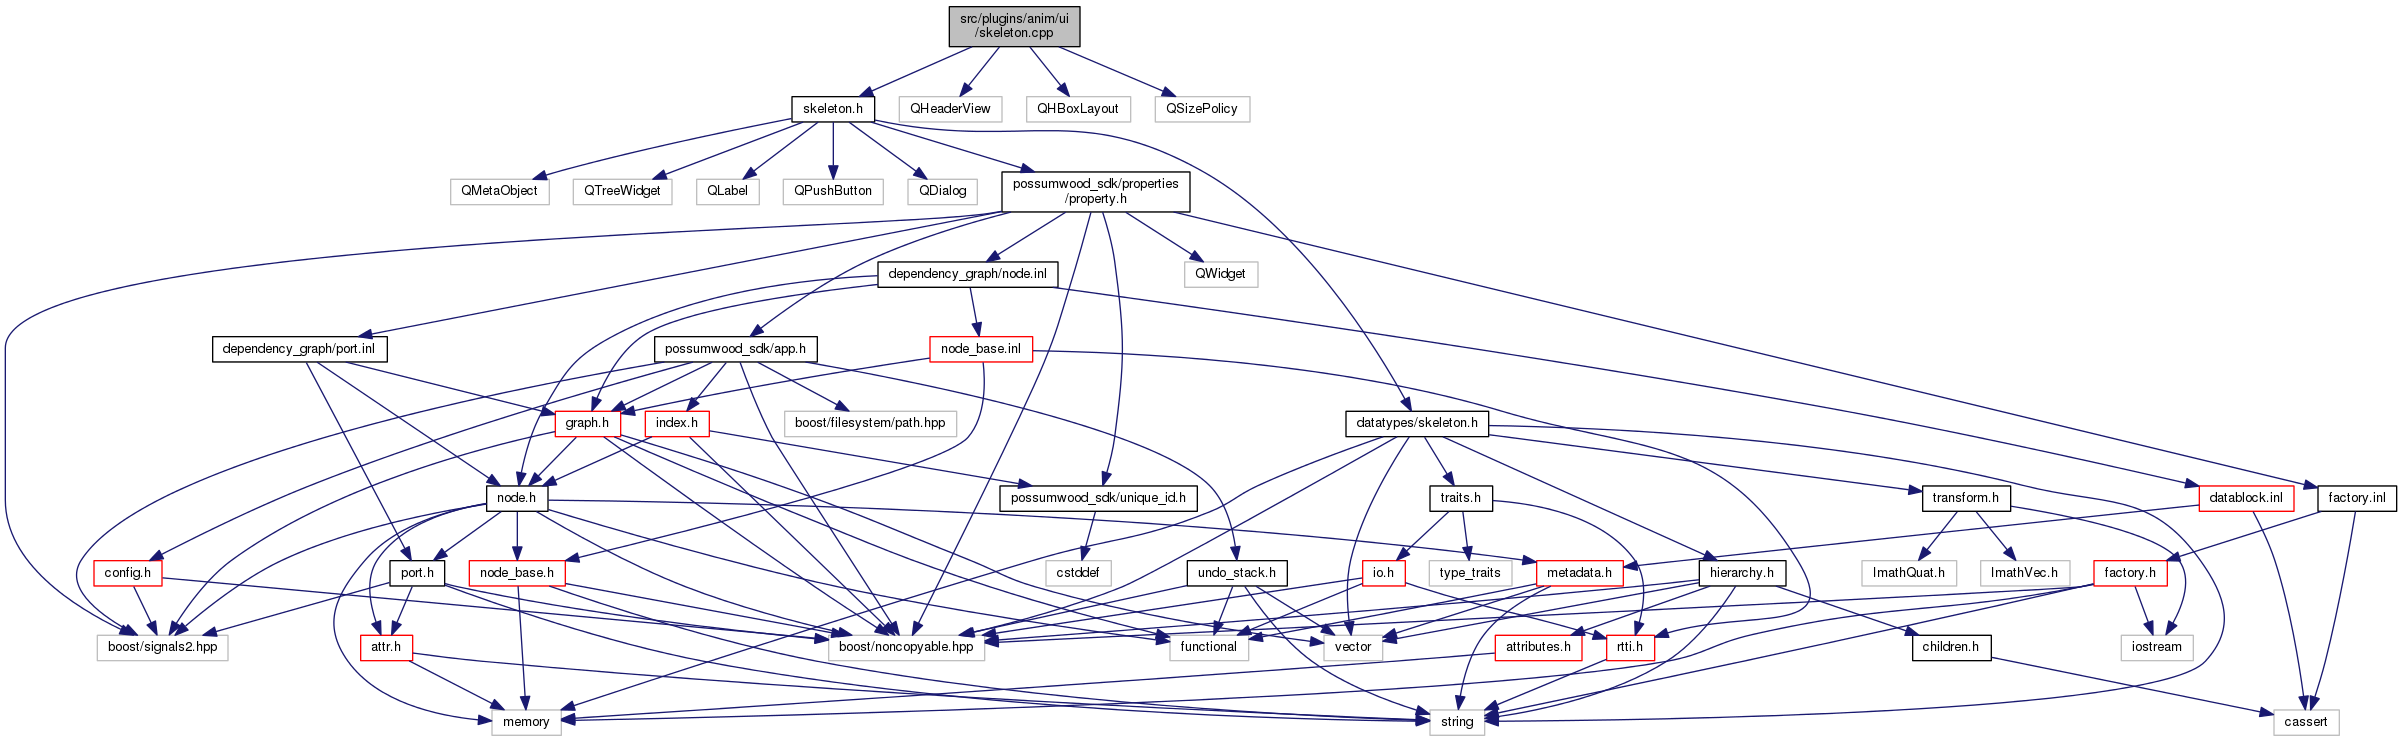 src/plugins/anim/ui
/skeleton.cpp
skeleton.h
QHeaderView
QHBoxLayout
QSizePolicy
QMetaObject
QTreeWidget
QLabel
QPushButton
QDialog
possumwood_sdk/properties
/property.h
dependency_graph/node.inl
QWidget
dependency_graph/port.inl
possumwood_sdk/app.h
node_base.inl
graph.h
index.h
boost/filesystem/path.hpp
datatypes/skeleton.h
node.h
possumwood_sdk/unique_id.h
traits.h
transform.h
datablock.inl
factory.inl
config.h
port.h
node_base.h
cstddef
undo_stack.h
io.h
type_traits
metadata.h
hierarchy.h
ImathQuat.h
ImathVec.h
factory.h
boost/signals2.hpp
attr.h
boost/noncopyable.hpp
functional
vector
attributes.h
rtti.h
children.h
iostream
memory
string
cassert